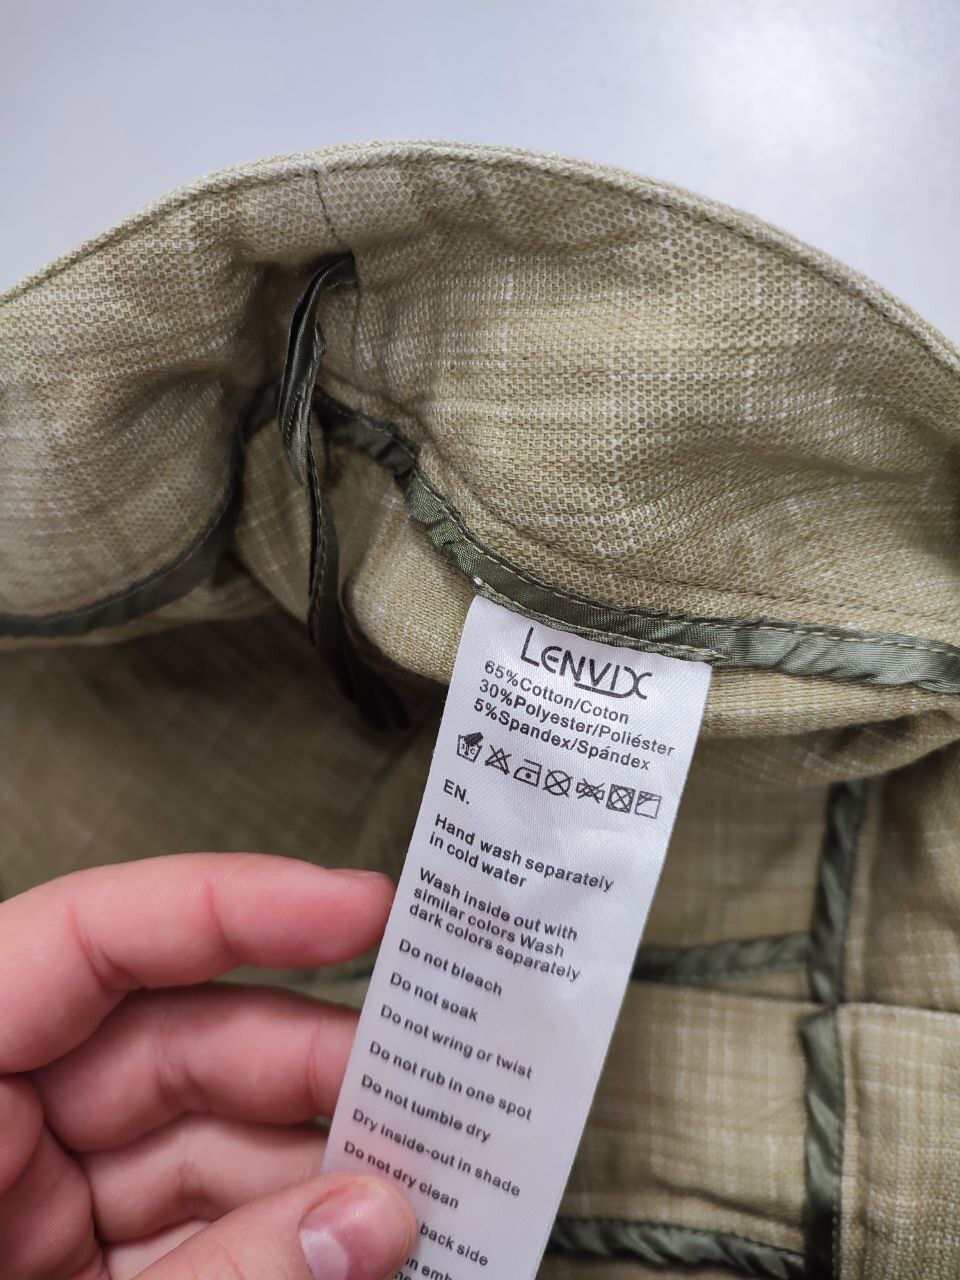 LENVIX
65%Cotton/Coton
30%Polyester/Poliéster
5%Spandex/Spándex
EN.
Hand wash separately
in cold water
Wash inside out with
similar colors Wash
dark colors separately
Do not bleach
Do not soak
Do not wring or twist
Do not rub in one spot
Do not tumble dry
Dry inside-out in shade
Do not dry clean
back side